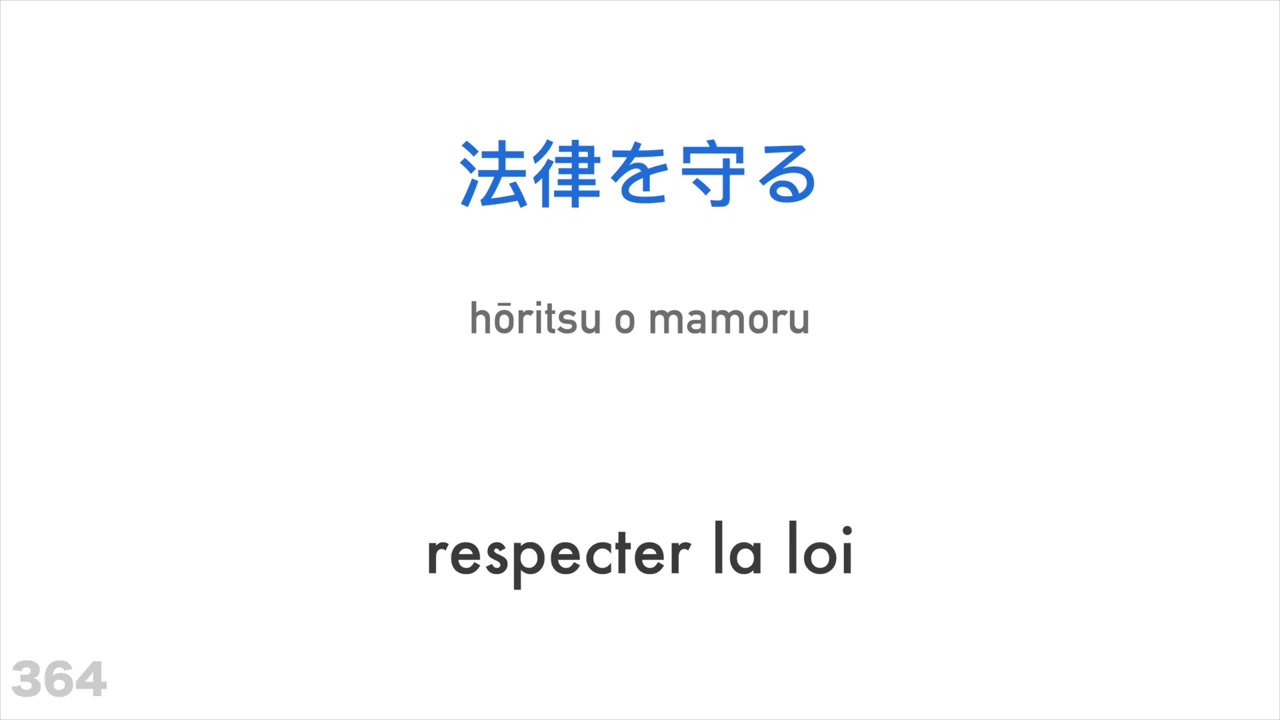 法律を守る
hōritsu o mamoru
respecter la loi
364